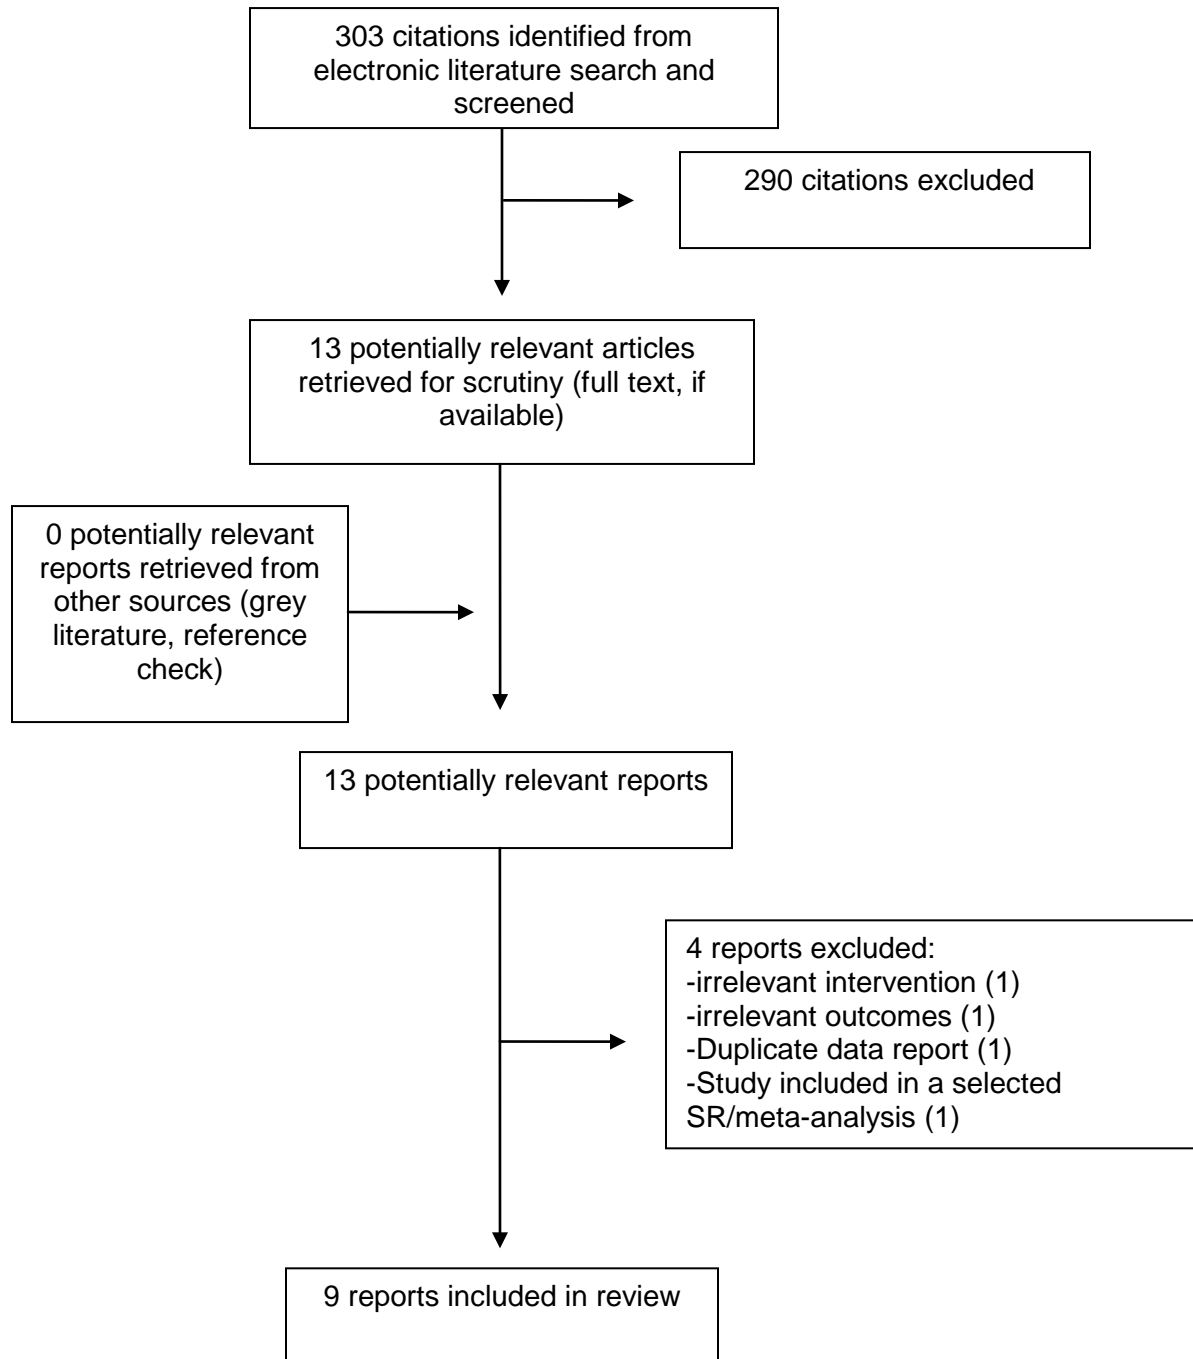 303 citations identified from
electronic literature search and
screened
290 citations excluded
13 potentially relevant articles
retrieved for scrutiny (full text, if
available)
0 potentially relevant
reports retrieved from
other sources (grey
literature, reference
check)
13 potentially relevant reports
4 reports excluded:
-irrelevant intervention (1)
-irrelevant outcomes (1)
-Duplicate data report (1)
-Study included in a selected
SR/meta-analysis (1)
9 reports included in review